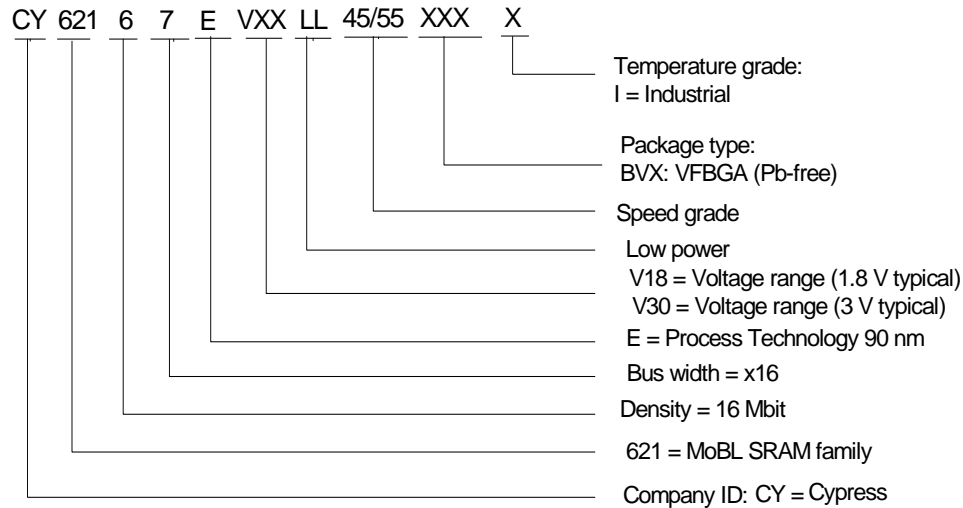 CY 621 6 7 E VXX LL 45/55 XXX X
Temperature grade:
I = Industrial
Package type:
BVX: VFBGA (Pb-free)
Speed grade
Low power
V18 = Voltage range (1.8 V typical)
V30 = Voltage range (3 V typical)
E = Process Technology 90 nm
Bus width = x16
Density = 16 Mbit
621 = MoBL SRAM family
Company ID: CY = Cypress